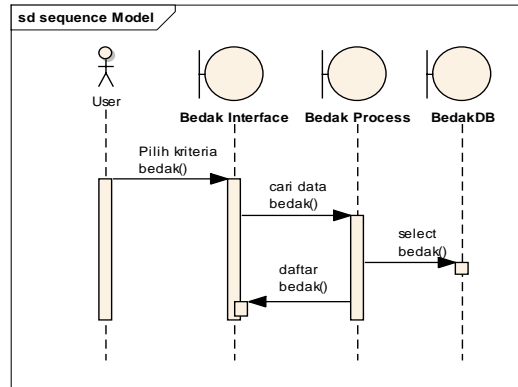 sd sequence Model
User
Bedak Interface
Bedak Process
BedakDB
Pilih kriteria
bedak()
cari data
bedak()
select
bedak()
daftar
bedak()